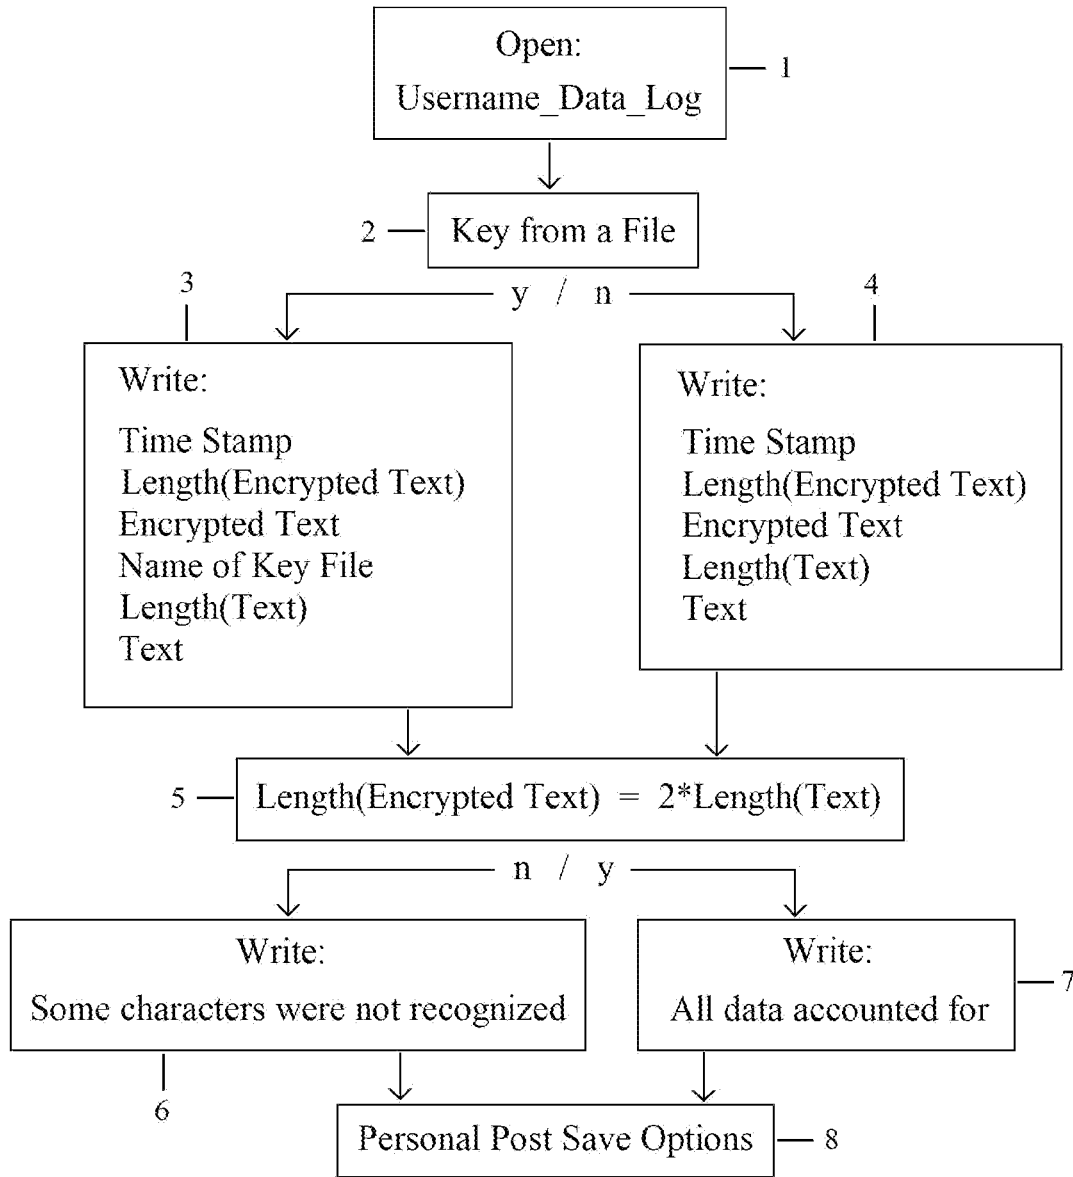 Open:
Username_Data_Log
1
2
Key from a File
y / n
3
4
Write:
Time Stamp
Length(Encrypted Text)
Encrypted Text
Name of Key File
Length(Text)
Text
Write:
Time Stamp
Length(Encrypted Text)
Encrypted Text
Length(Text)
Text
5
Length(Encrypted Text) = 2*Length(Text)
n / y
Write:
Some characters were not recognized
6
Write:
All data accounted for
7
Personal Post Save Options
8